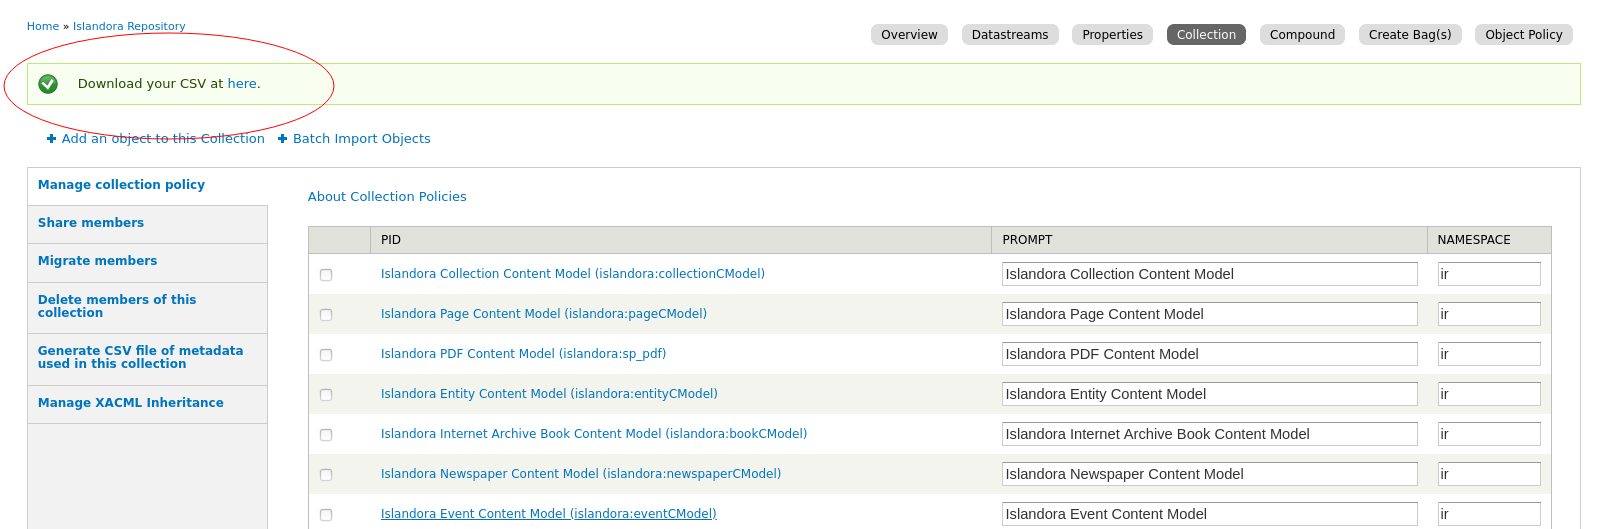 Home » Islandora Repository
Overview Datastreams Properties Collection Compound Create Bag(s) Object Policy
Download your CSV at here.
Add an object to this Collection Batch Import Objects
Manage collection policy
Share members
Migrate members
Delete members of this
collection
Generate CSV file of metadata
used in this collection
Manage XACML Inheritance
About Collection Policies
PID PROMPT NAMESPACE
Islandora Collection Content Model (islandora:collectionCModel) Islandora Collection Content Model ir
Islandora Page Content Model (islandora:pageCModel) Islandora Page Content Model ir
Islandora PDF Content Model (islandora:sp_pdf) Islandora PDF Content Model ir
Islandora Entity Content Model (islandora:entityCModel) Islandora Entity Content Model ir
Islandora Internet Archive Book Content Model (islandora:bookCModel) Islandora Internet Archive Book Content Model ir
Islandora Newspaper Content Model (islandora:newspaperCModel) Islandora Newspaper Content Model ir
Islandora Event Content Model (islandora:eventCModel) Islandora Event Content Model ir